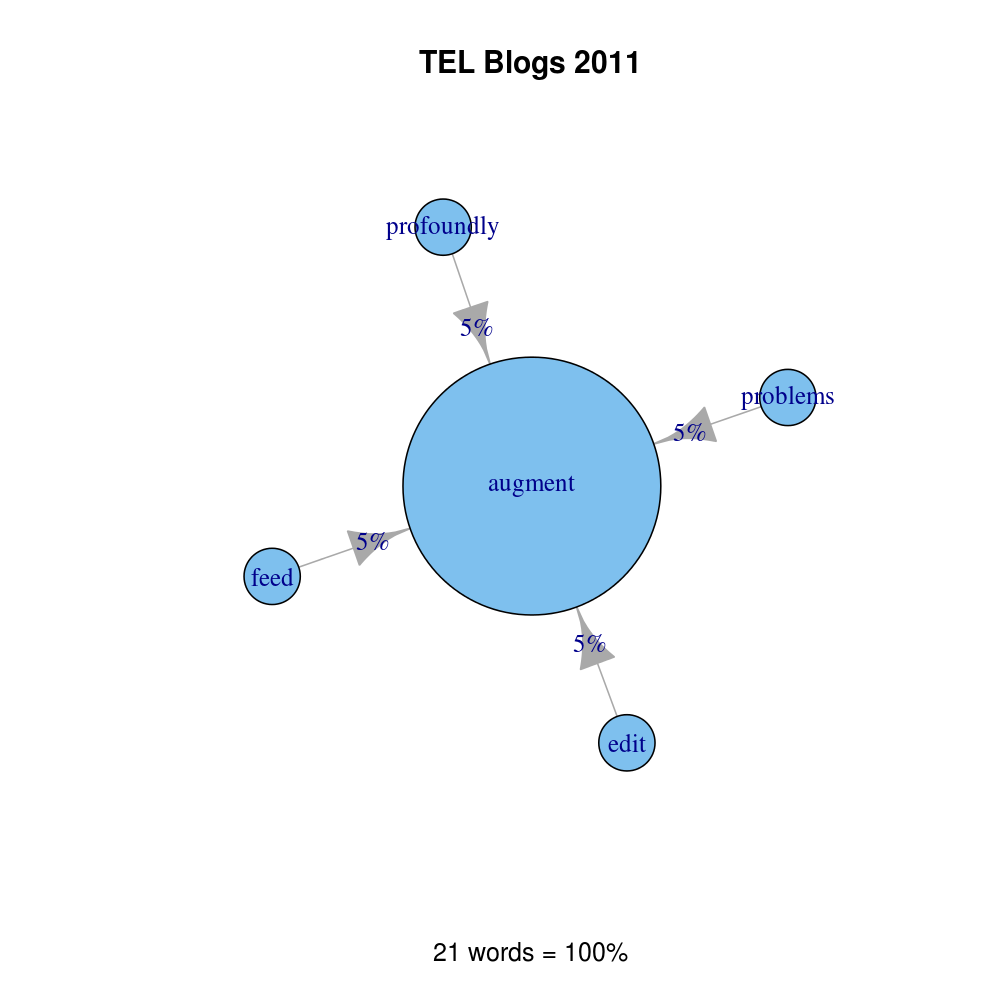 TEL Blogs 2011
profoundly
5%
problems
5%
augment
5%
feed
5%
edit
21 words = 100%